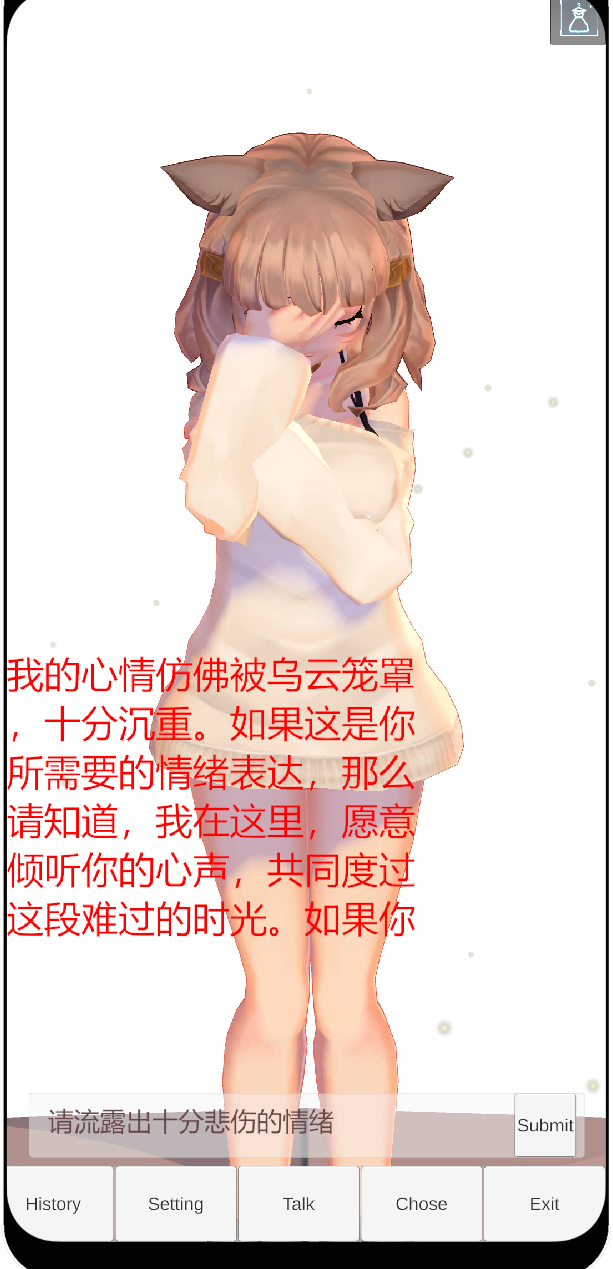 我的心情仿佛被乌云笼罩
，十分沉重。如果这是你
所需要的情绪表达，那么
请知道，我在这里，愿意
倾听你的心声，共同度过
这段难过的时光。如果你
请流露出十分悲伤的情绪
Submit
History
Setting
Talk
Chose
Exit